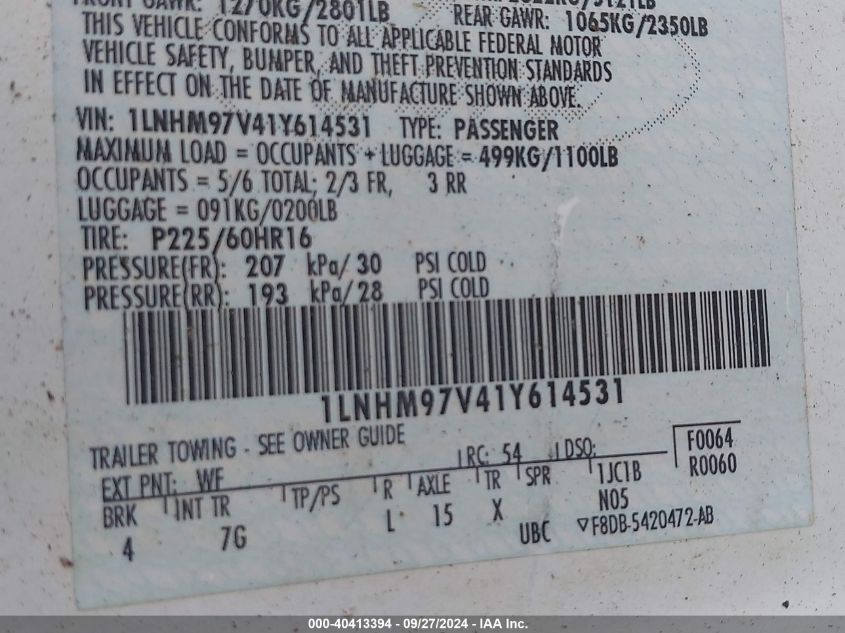 1270KG/2801LB
REAR GAWR: 1065KG/2350LB
THIS VEHICLE CONFORMS TO ALL APPLICABLE FEDERAL MOTOR
VEHICLE SAFETY, BUMPER, AND THEFT PREVENTION STANDARDS
IN EFFECT ON THE DATE OF MANUFACTURE SHOWN ABOVE.
VIN: 1LNHM97V41Y614531 TYPE: PASSENGER
MAXIMUM LOAD = OCCUPANTS + LUGGAGE = 499KG/1100LB
OCCUPANTS = 5/6 TOTAL; 2/3 FR, 3 RR
LUGGAGE = 091KG/0200LB
TIRE: P225/60HR16
PRESSURE(FR): 207 kPa/ 30 PSI COLD
PRESSURE(RR): 193 kPa/ 28 PSI COLD
1LNHM97V41Y614531
TRAILER TOWING - SEE OWNER GUIDE
EXT PNT: WF RC: 54 DSO: F0064
R0060
BRK INT TR TP/PS R AXLE TR SPR 1JC1B
4 7G L 15 X N05
UBC ▽F8DB-5420472-AB
000-40413394 - 09/27/2024 - IAA Inc.